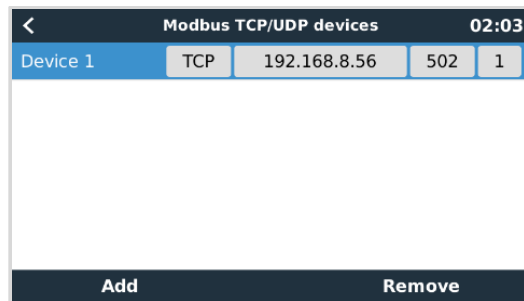 Modbus TCP/UDP devices 02:03
Device 1 TCP 192.168.8.56 502 1
Add Remove